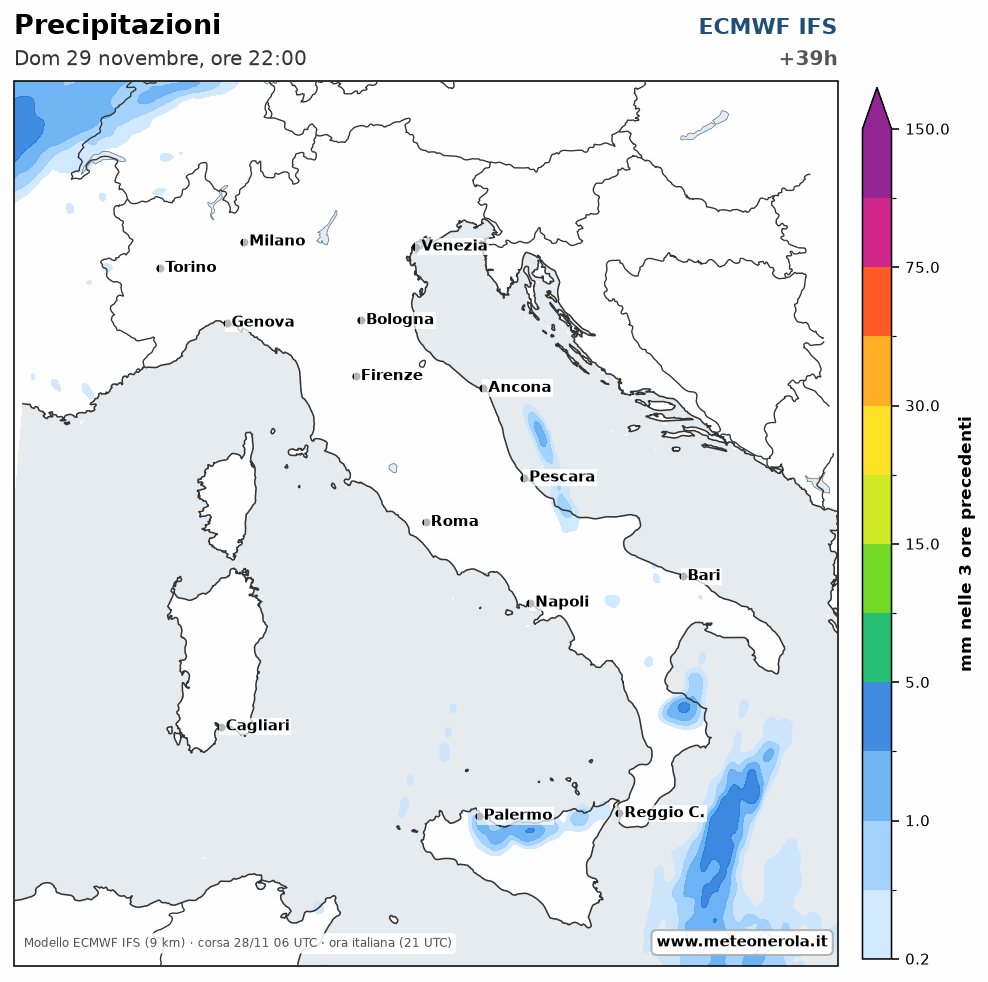 Precipitazioni
ECMWF IFS
Dom 29 novembre, ore 22:00
+39h
150.0
75.0
30.0
15.0
5.0
1.0
0.2
mm nelle 3 ore precedenti
Milano
Venezia
Torino
Genova
Bologna
Firenze
Ancona
Pescara
Roma
Bari
Napoli
Cagliari
Palermo
Reggio C.
Modello ECMWF IFS (9 km) · corsa 28/11 06 UTC · ora italiana (21 UTC)
www.meteonerola.it